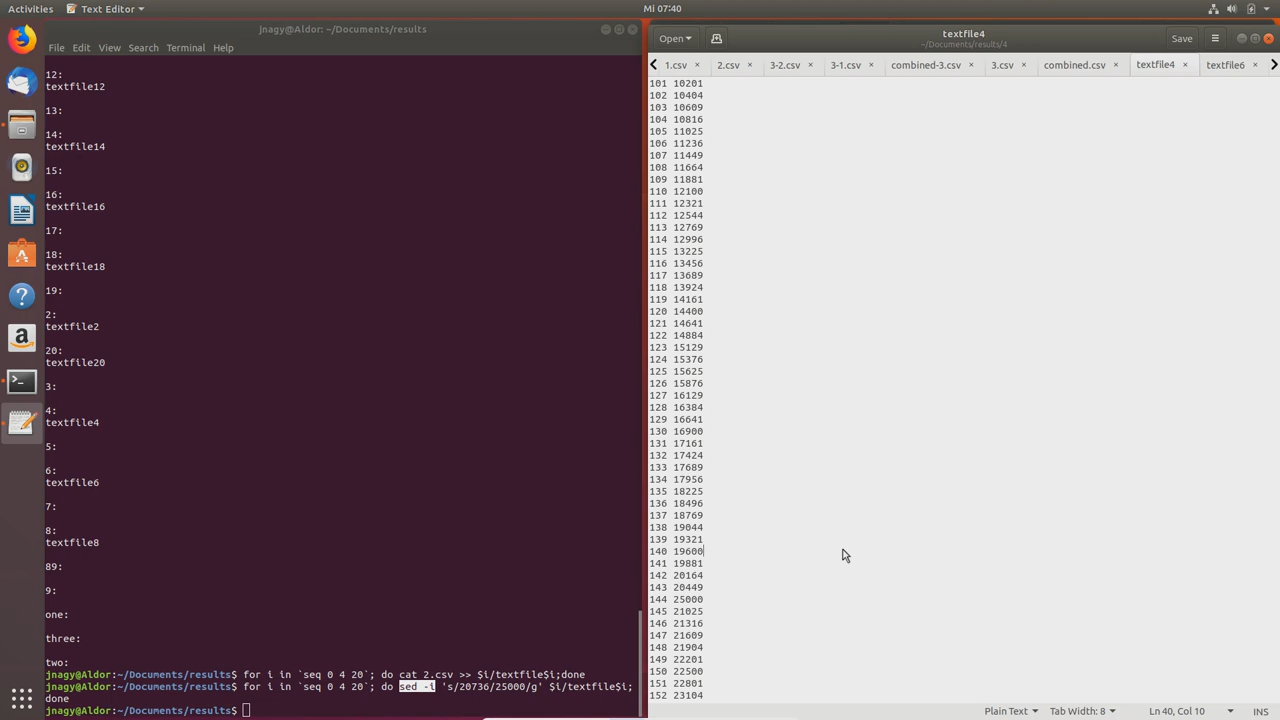 Activities
Text Editor
Mi 07:40
jnagy@Aldor: ~/Documents/results
File Edit View Search Terminal Help
12:
textfile12
13:
14:
textfile14
15:
16:
textfile16
17:
18:
textfile18
19:
2:
textfile2
20:
textfile20
3:
4:
textfile4
5:
6:
textfile6
7:
8:
textfile8
89:
9:
one:
three:
two:
jnagy@Aldor:~/Documents/results$ for i in `seq 0 4 20`; do cat 2.csv >> $i/textfile$i;done
jnagy@Aldor:~/Documents/results$ for i in `seq 0 4 20`; do sed -i 's/20736/25000/g' $i/textfile$i;
done
jnagy@Aldor:~/Documents/results$
Open
textfile4
~/Documents/results/4
Save
1.csv 2.csv 3-2.csv 3-1.csv combined-3.csv 3.csv combined.csv textfile4 textfile6
101 10201
102 10404
103 10609
104 10816
105 11025
106 11236
107 11449
108 11664
109 11881
110 12100
111 12321
112 12544
113 12769
114 12996
115 13225
116 13456
117 13689
118 13924
119 14161
120 14400
121 14641
122 14884
123 15129
124 15376
125 15625
126 15876
127 16129
128 16384
129 16641
130 16900
131 17161
132 17424
133 17689
134 17956
135 18225
136 18496
137 18769
138 19044
139 19321
140 19600
141 19881
142 20164
143 20449
144 25000
145 21025
146 21316
147 21609
148 21904
149 22201
150 22500
151 22801
152 23104
Plain Text Tab Width: 8 Ln 40, Col 10 INS